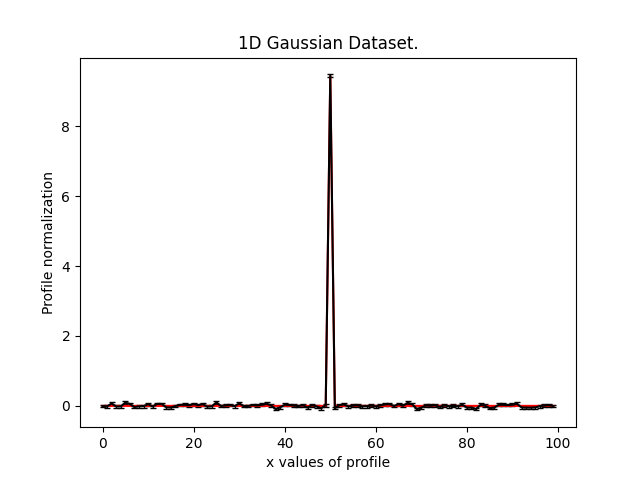 1D Gaussian Dataset.
Profile normalization
8
6
4
2
0
0 20 40 60 80 100
x values of profile